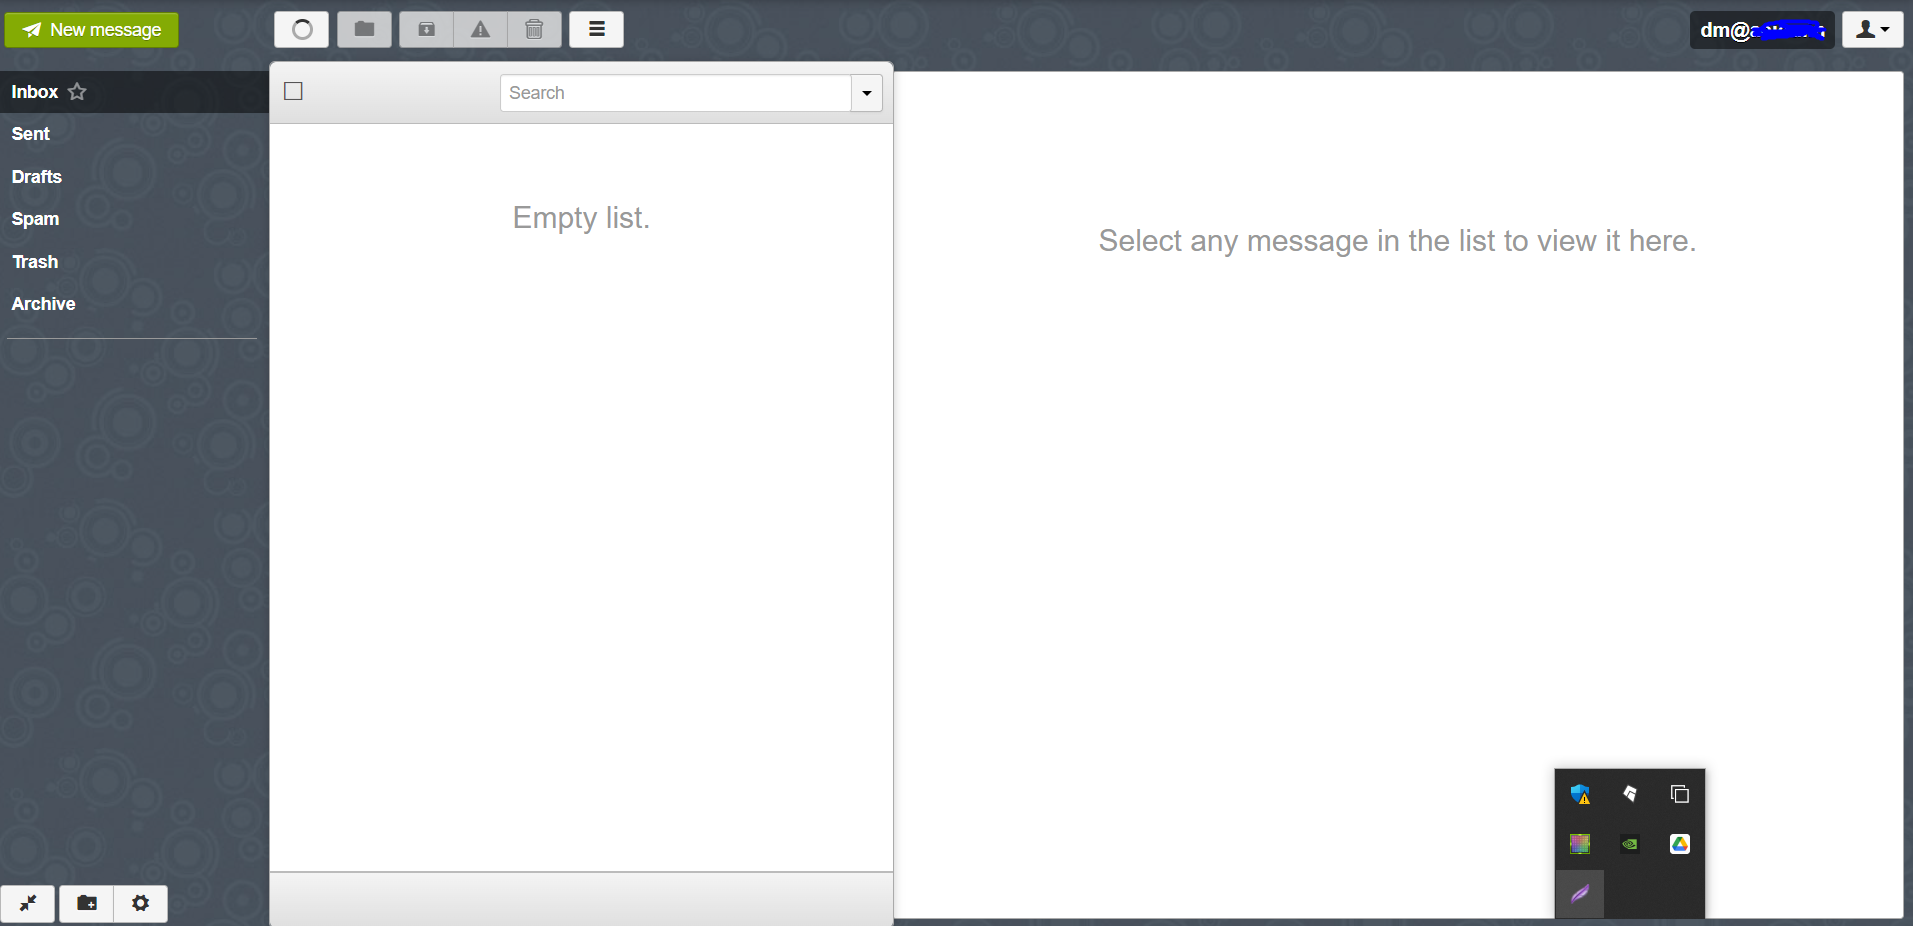 New message
dm@
Inbox
Search
Sent
Drafts
Empty list.
Spam
Select any message in the list to view it here.
Trash
Archive